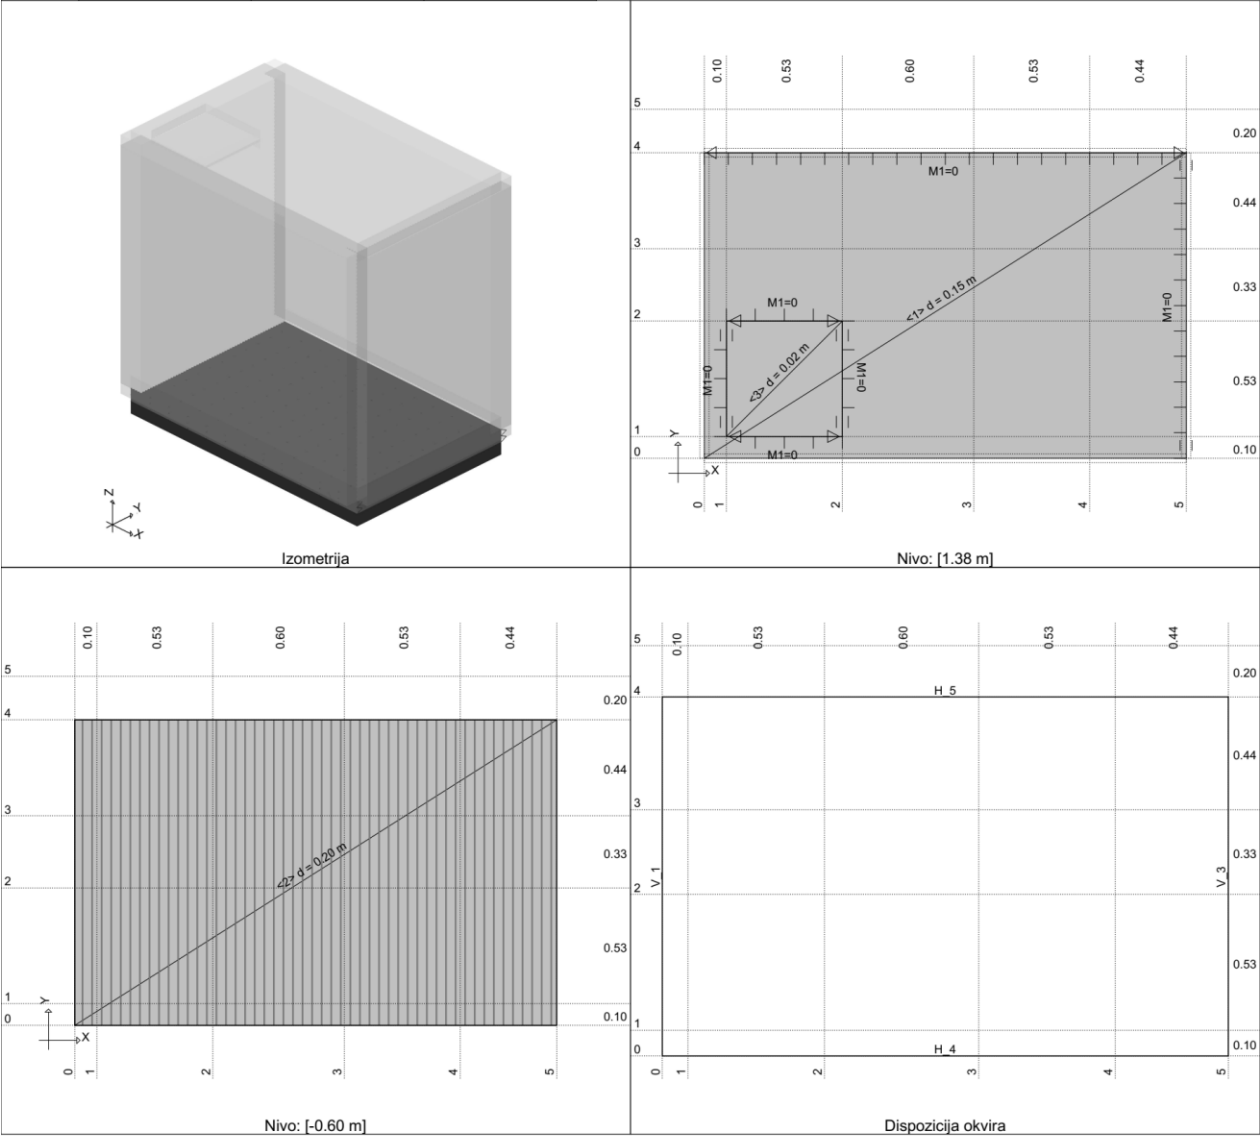 Z
Y
X
Izometrija
0.10
0.53
0.60
0.53
0.44
5
0.20
4
M1=0
0.44
3
0.33
M1=0
<1> d = 0.15 m
M1=0
2
<3> d = 0.02 m
M1=0
M1=0
0.53
1
Y
M1=0
0.10
0
X
0
1
2
3
4
5
Nivo: [1.38 m]
0.10
0.53
0.60
0.53
0.44
5
0.20
4
0.44
3
0.33
<2> d = 0.20 m
2
0.53
1
Y
0.10
0
X
0
1
2
3
4
5
Nivo: [-0.60 m]
0.10
0.53
0.60
0.53
0.44
5
0.20
4
H_5
0.44
3
0.33
V_1
V_3
2
0.53
1
0.10
0
H_4
0
1
2
3
4
5
Dispozicija okvira